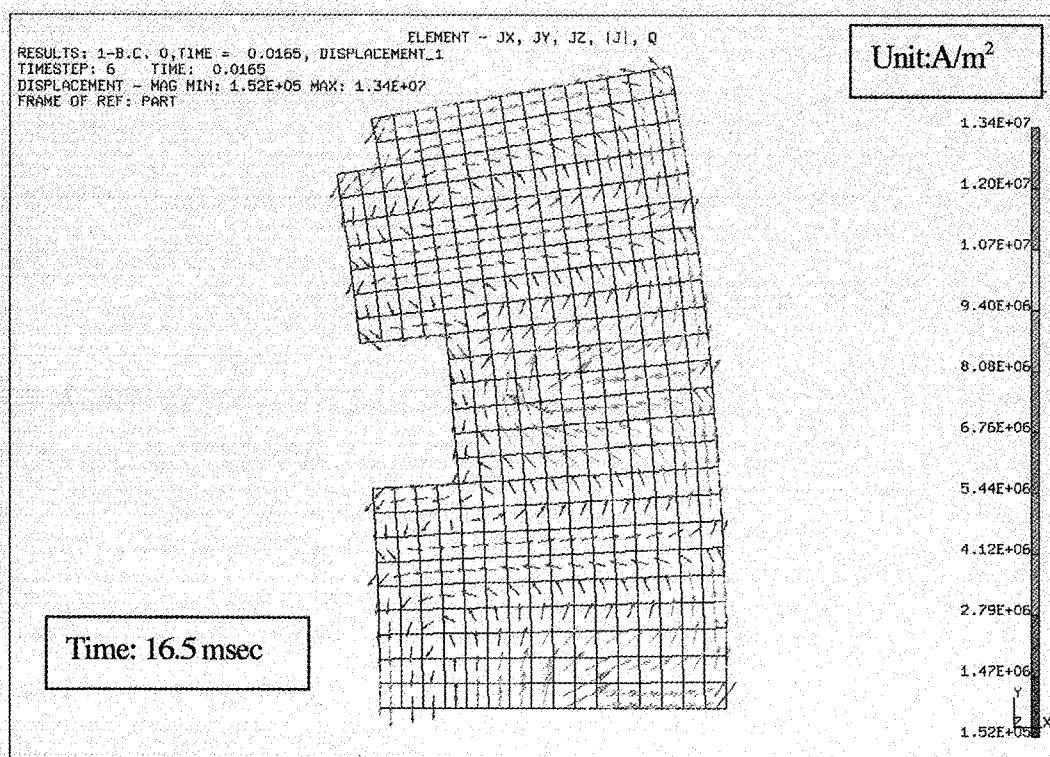 ELEMENT - JX, JY, JZ, |J|, Q
RESULTS: 1-B.C. 0,TIME = 0.0165, DISPLACEMENT_1
TIMESTEP: 6 TIME: 0.0165
DISPLACEMENT - MAG MIN: 1.52E+05 MAX: 1.34E+07
FRAME OF REF: PART
Unit:A/m²
1.34E+07
1.20E+07
1.07E+07
9.40E+06
8.08E+06
6.76E+06
5.44E+06
4.12E+06
2.79E+06
1.47E+06
1.52E+05
Y
Z X
Time: 16.5 msec